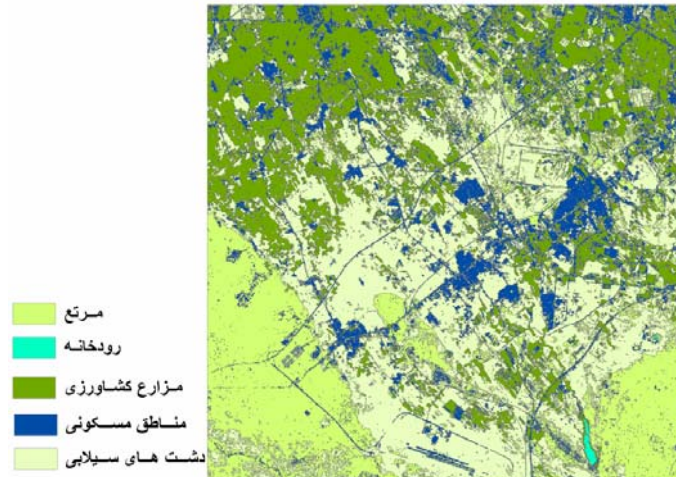 مرتع
رودخانه
مزارع کشاورزی
مناطق مسکونی
دشت های سیلابی